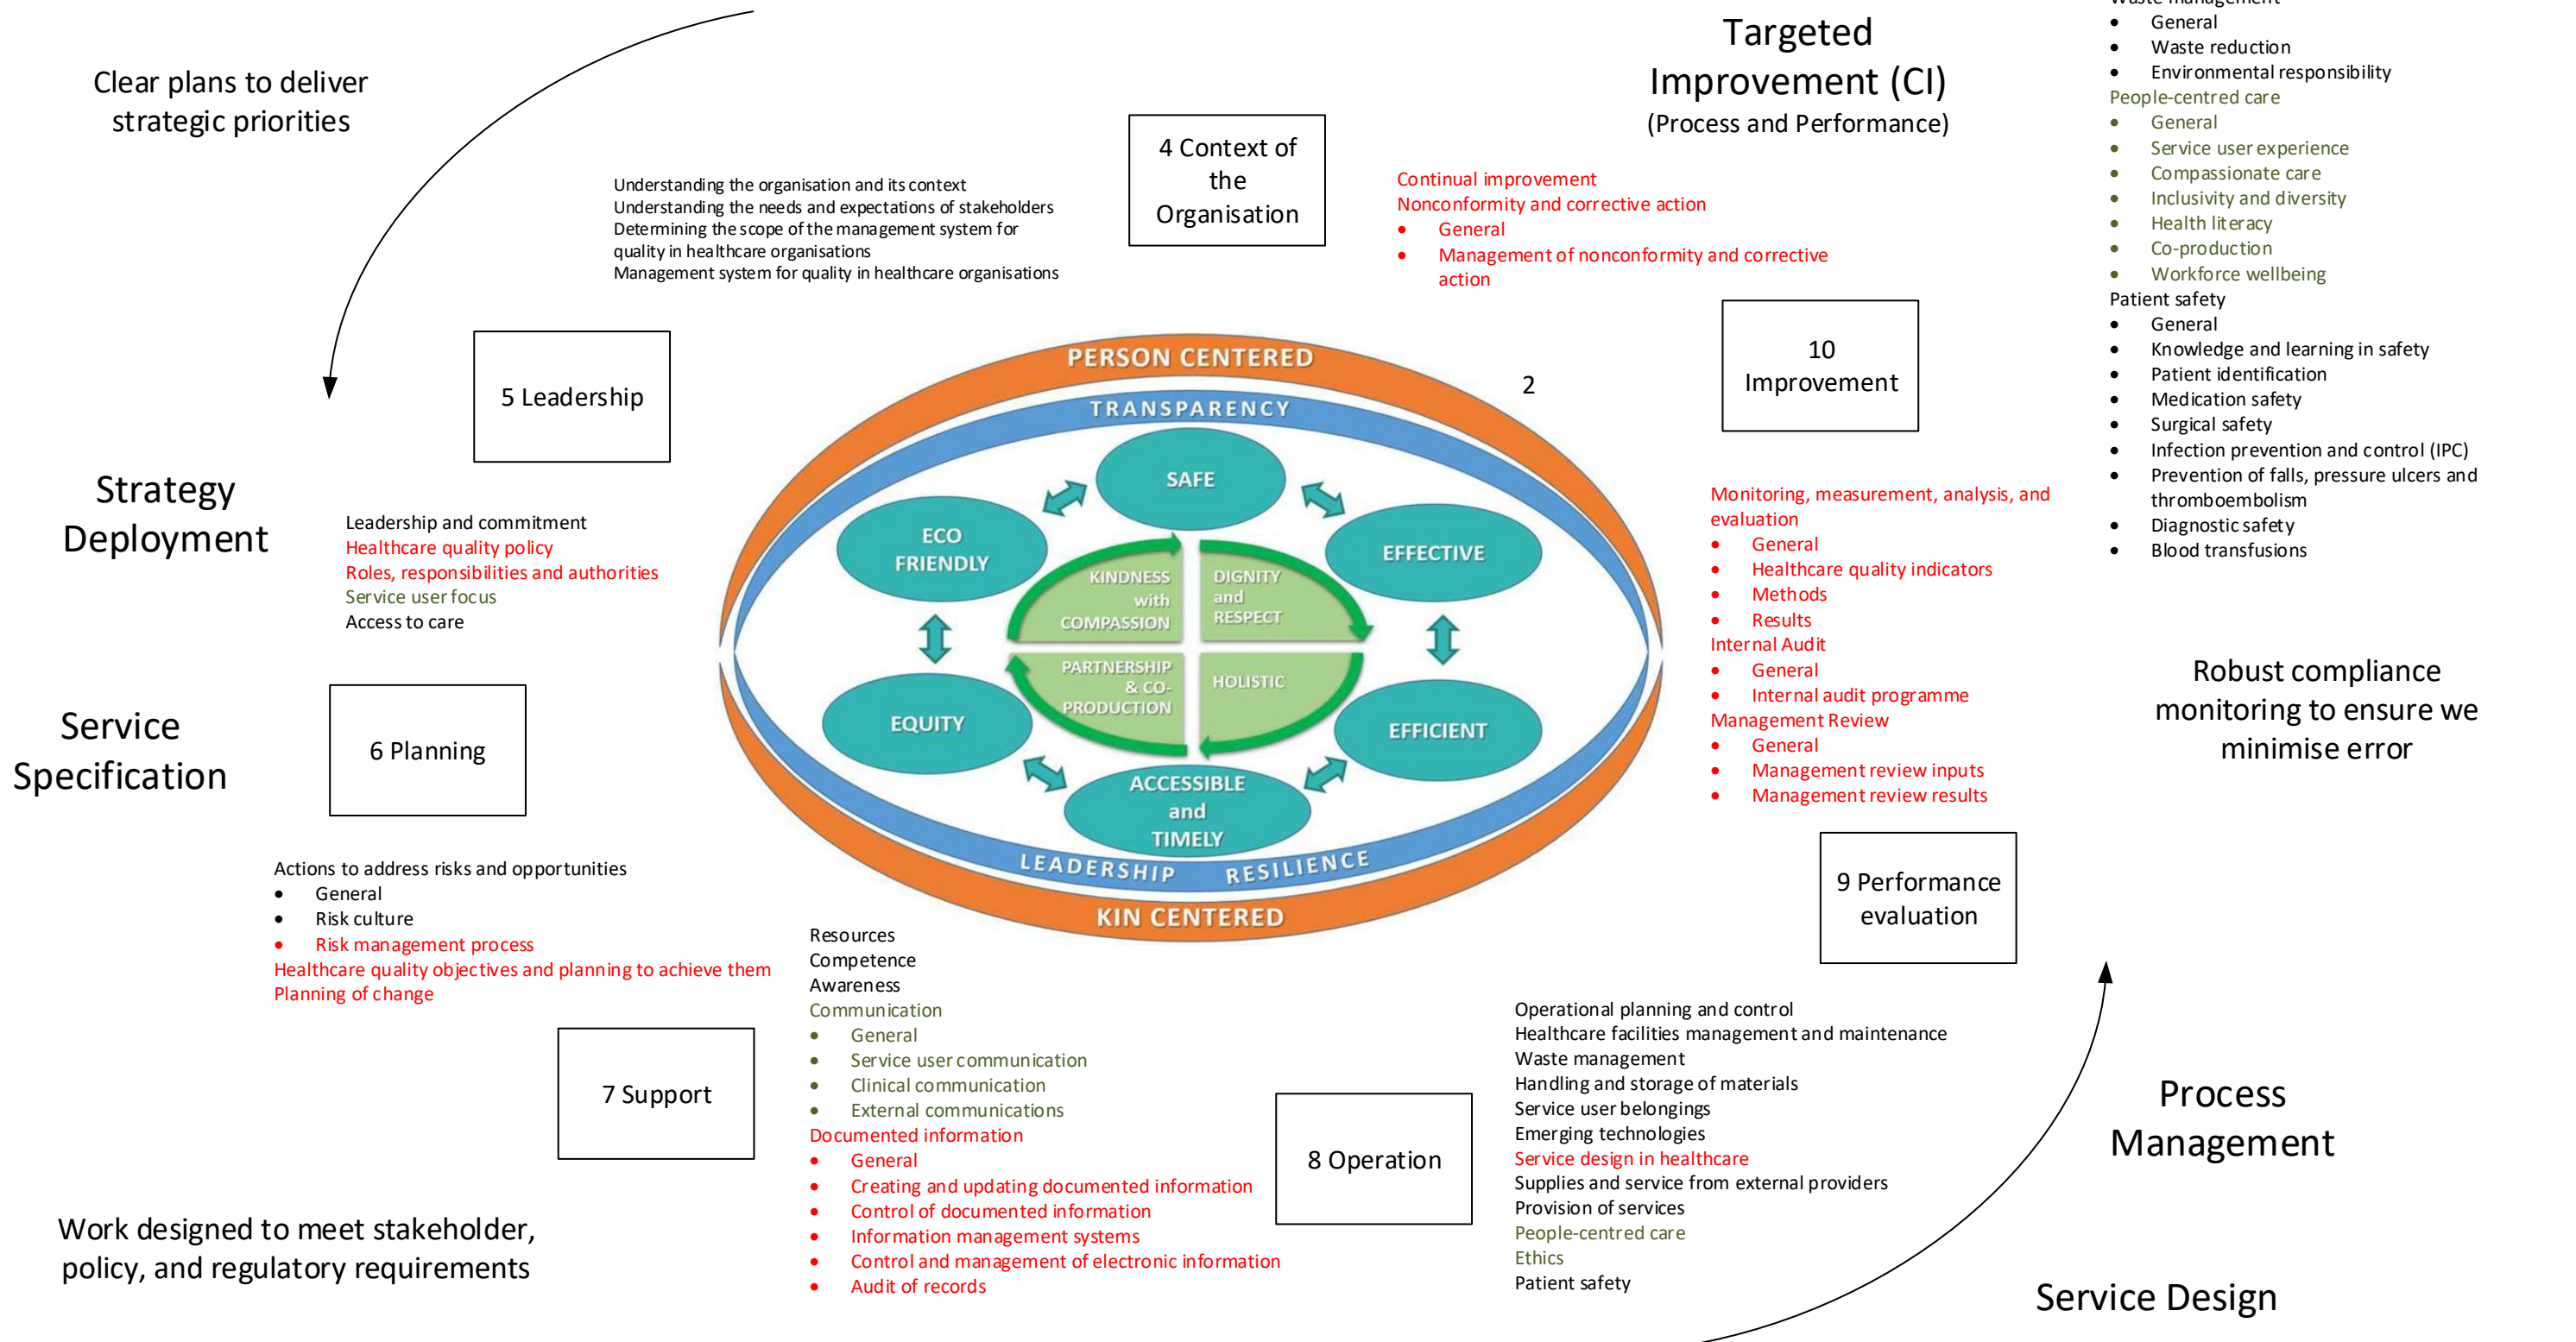 Clear plans to deliver
strategic priorities
Targeted
Improvement (CI)
(Process and Performance)
Waste management
• General
• Waste reduction
• Environmental responsibility
People-centred care
• General
• Service user experience
• Compassionate care
• Inclusivity and diversity
• Health literacy
• Co-production
• Workforce wellbeing
Patient safety
• General
• Knowledge and learning in safety
• Patient identification
• Medication safety
• Surgical safety
• Infection prevention and control (IPC)
• Prevention of falls, pressure ulcers and
thromboembolism
• Diagnostic safety
• Blood transfusions
4 Context of
the
Organisation
Understanding the organisation and its context
Understanding the needs and expectations of stakeholders
Determining the scope of the management system for
quality in healthcare organisations
Management system for quality in healthcare organisations
Continual improvement
Nonconformity and corrective action
• General
• Management of nonconformity and corrective
action
5 Leadership
10
Improvement
2
PERSON CENTERED
TRANSPARENCY
SAFE
ECO
FRIENDLY
EFFECTIVE
KINDNESS
with
COMPASSION
DIGNITY
and
RESPECT
PARTNERSHIP
& CO-
PRODUCTION
HOLISTIC
EQUITY
EFFICIENT
ACCESSIBLE
and
TIMELY
LEADERSHIP RESILIENCE
KIN CENTERED
Strategy
Deployment
Leadership and commitment
Healthcare quality policy
Roles, responsibilities and authorities
Service user focus
Access to care
Monitoring, measurement, analysis, and
evaluation
• General
• Healthcare quality indicators
• Methods
• Results
Internal Audit
• General
• Internal audit programme
Management Review
• General
• Management review inputs
• Management review results
Robust compliance
monitoring to ensure we
minimise error
Service
Specification
6 Planning
9 Performance
evaluation
Actions to address risks and opportunities
• General
• Risk culture
• Risk management process
Healthcare quality objectives and planning to achieve them
Planning of change
Resources
Competence
Awareness
Communication
• General
• Service user communication
• Clinical communication
• External communications
Documented information
• General
• Creating and updating documented information
• Control of documented information
• Information management systems
• Control and management of electronic information
• Audit of records
7 Support
8 Operation
Operational planning and control
Healthcare facilities management and maintenance
Waste management
Handling and storage of materials
Service user belongings
Emerging technologies
Service design in healthcare
Supplies and service from external providers
Provision of services
People-centred care
Ethics
Patient safety
Process
Management
Work designed to meet stakeholder,
policy, and regulatory requirements
Service Design